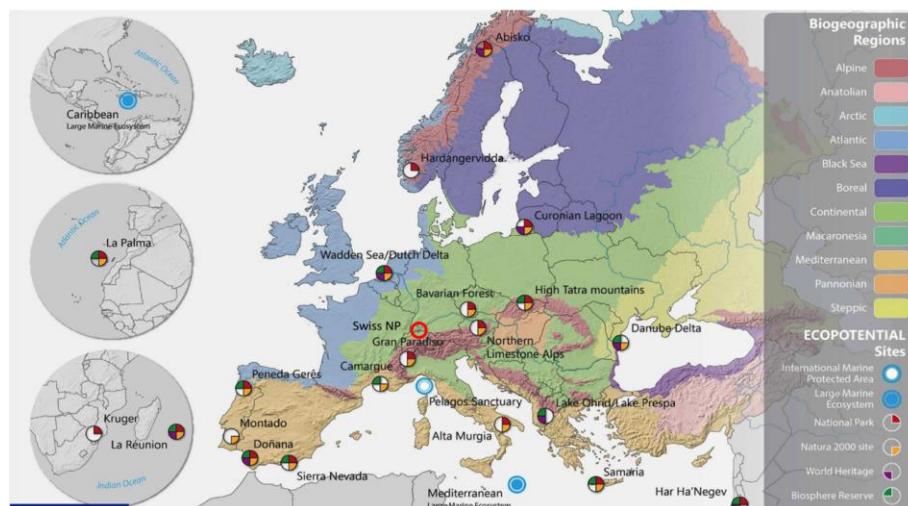 Atlantic Ocean
Caribbean
Large Marine Ecosystem
Atlantic Ocean
La Palma
Kruger
La Réunion
Indian Ocean
Abisko
Hardangervidda
Curonian Lagoon
Wadden Sea/Dutch Delta
Bavarian Forest
High Tatra mountains
Swiss NP
Gran Paradiso
Northern
Limestone Alps
Danube Delta
Camargue
Peneda Gerês
Pelagos Sanctuary
Lake Ohrid/Lake Prespa
Montado
Alta Murgia
Doñana
Sierra Nevada
Samaria
Mediterranean
Large Marine Ecosystem
Har Ha'Negev
Biogeographic
Regions
Alpine
Anatolian
Arctic
Atlantic
Black Sea
Boreal
Continental
Macaronesia
Mediterranean
Pannonian
Steppic
ECOPOTENTIAL
Sites
International Marine
Protected Area
Large Marine
Ecosystem
National Park
Natura 2000 site
World Heritage
Biosphere Reserve